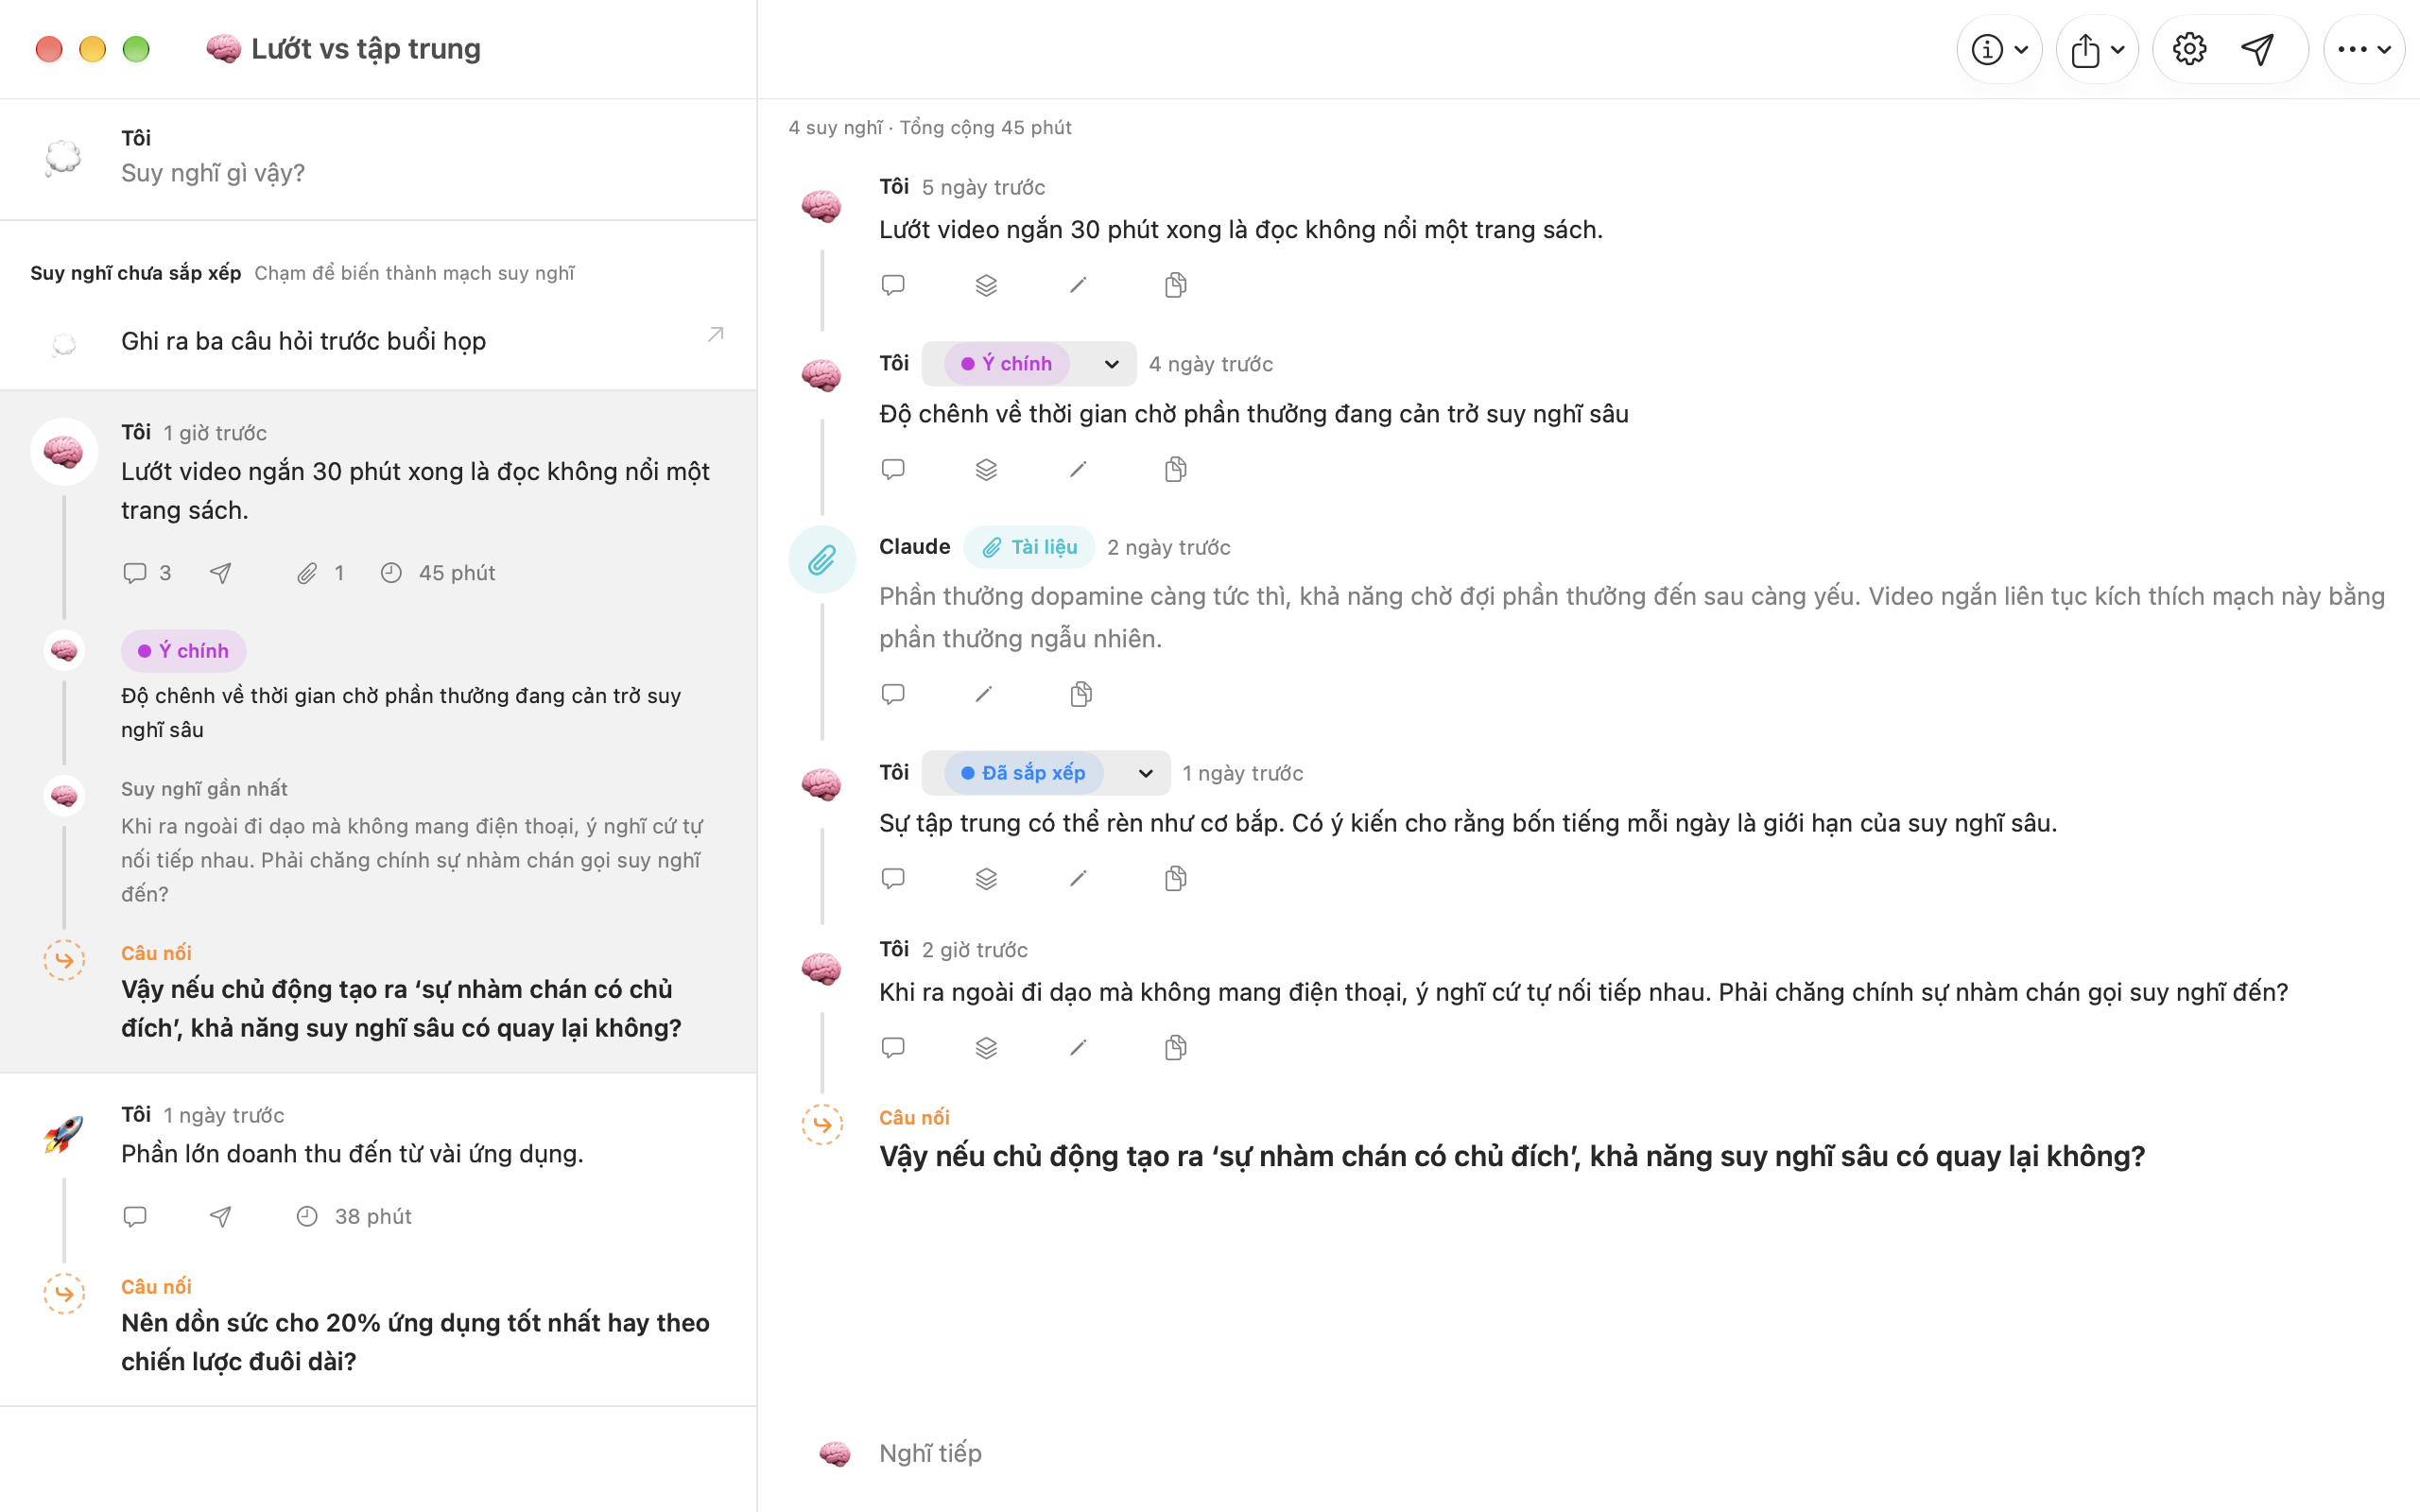 Lướt vs tập trung
Tôi
Suy nghĩ gì vậy?
Suy nghĩ chưa sắp xếp Chạm để biến thành mạch suy nghĩ
Ghi ra ba câu hỏi trước buổi họp
Tôi 1 giờ trước
Lướt video ngắn 30 phút xong là đọc không nổi một
trang sách.
3 1 45 phút
Ý chính
Độ chênh về thời gian chờ phần thưởng đang cản trở suy
nghĩ sâu
Suy nghĩ gần nhất
Khi ra ngoài đi dạo mà không mang điện thoại, ý nghĩ cứ tự
nối tiếp nhau. Phải chăng chính sự nhàm chán gọi suy nghĩ
đến?
Câu nối
Vậy nếu chủ động tạo ra ‘sự nhàm chán có chủ
đích’, khả năng suy nghĩ sâu có quay lại không?
Tôi 1 ngày trước
Phần lớn doanh thu đến từ vài ứng dụng.
38 phút
Câu nối
Nên dồn sức cho 20% ứng dụng tốt nhất hay theo
chiến lược đuôi dài?
4 suy nghĩ · Tổng cộng 45 phút
Tôi 5 ngày trước
Lướt video ngắn 30 phút xong là đọc không nổi một trang sách.
Tôi Ý chính 4 ngày trước
Độ chênh về thời gian chờ phần thưởng đang cản trở suy nghĩ sâu
Claude Tài liệu 2 ngày trước
Phần thưởng dopamine càng tức thì, khả năng chờ đợi phần thưởng đến sau càng yếu. Video ngắn liên tục kích thích mạch này bằng
phần thưởng ngẫu nhiên.
Tôi Đã sắp xếp 1 ngày trước
Sự tập trung có thể rèn như cơ bắp. Có ý kiến cho rằng bốn tiếng mỗi ngày là giới hạn của suy nghĩ sâu.
Tôi 2 giờ trước
Khi ra ngoài đi dạo mà không mang điện thoại, ý nghĩ cứ tự nối tiếp nhau. Phải chăng chính sự nhàm chán gọi suy nghĩ đến?
Câu nối
Vậy nếu chủ động tạo ra ‘sự nhàm chán có chủ đích’, khả năng suy nghĩ sâu có quay lại không?
Nghĩ tiếp